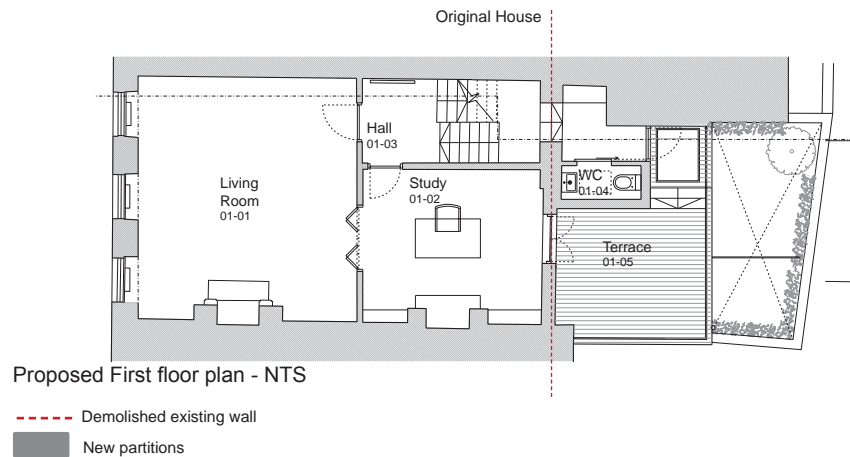 Original House
Hall
01-03
Living
Room
01-01
Study
01-02
WC
01-04
Terrace
01-05
Proposed First floor plan - NTS
Demolished existing wall
New partitions